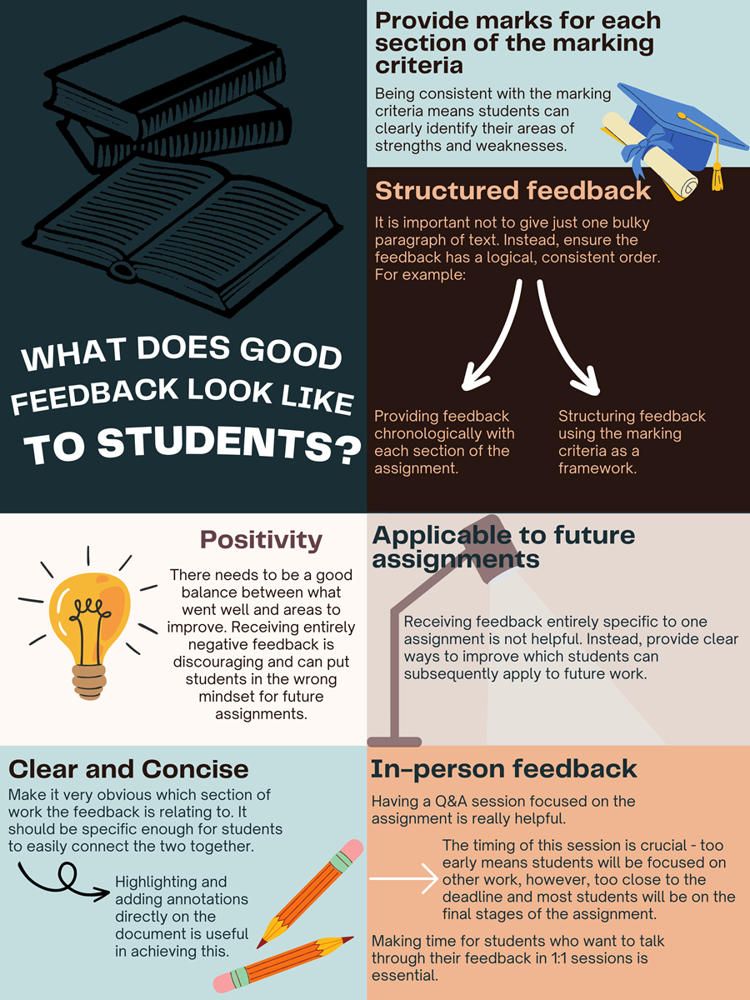 WHAT DOES GOOD
FEEDBACK LOOK LIKE
TO STUDENTS?
Provide marks for each
section of the marking
criteria
Being consistent with the marking
criteria means students can
clearly identify their areas of
strengths and weaknesses.
Structured feedback
It is important not to give just one bulky
paragraph of text. Instead, ensure the
feedback has a logical, consistent order.
For example:
Providing feedback
chronologically with
each section of the
assignment.
Structuring feedback
using the marking
criteria as a
framework.
Positivity
There needs to be a good
balance between what
went well and areas to
improve. Receiving entirely
negative feedback is
discouraging and can put
students in the wrong
mindset for future
assignments.
Applicable to future
assignments
Receiving feedback entirely specific to one
assignment is not helpful. Instead, provide clear
ways to improve which students can
subsequently apply to future work.
Clear and Concise
Make it very obvious which section of
work the feedback is relating to. It
should be specific enough for students
to easily connect the two together.
Highlighting and
adding annotations
directly on the
document is useful
in achieving this.
In-person feedback
Having a Q&A session focused on the
assignment is really helpful.
The timing of this session is crucial - too
early means students will be focused on
other work, however, too close to the
deadline and most students will be on the
final stages of the assignment.
Making time for students who want to talk
through their feedback in 1:1 sessions is
essential.